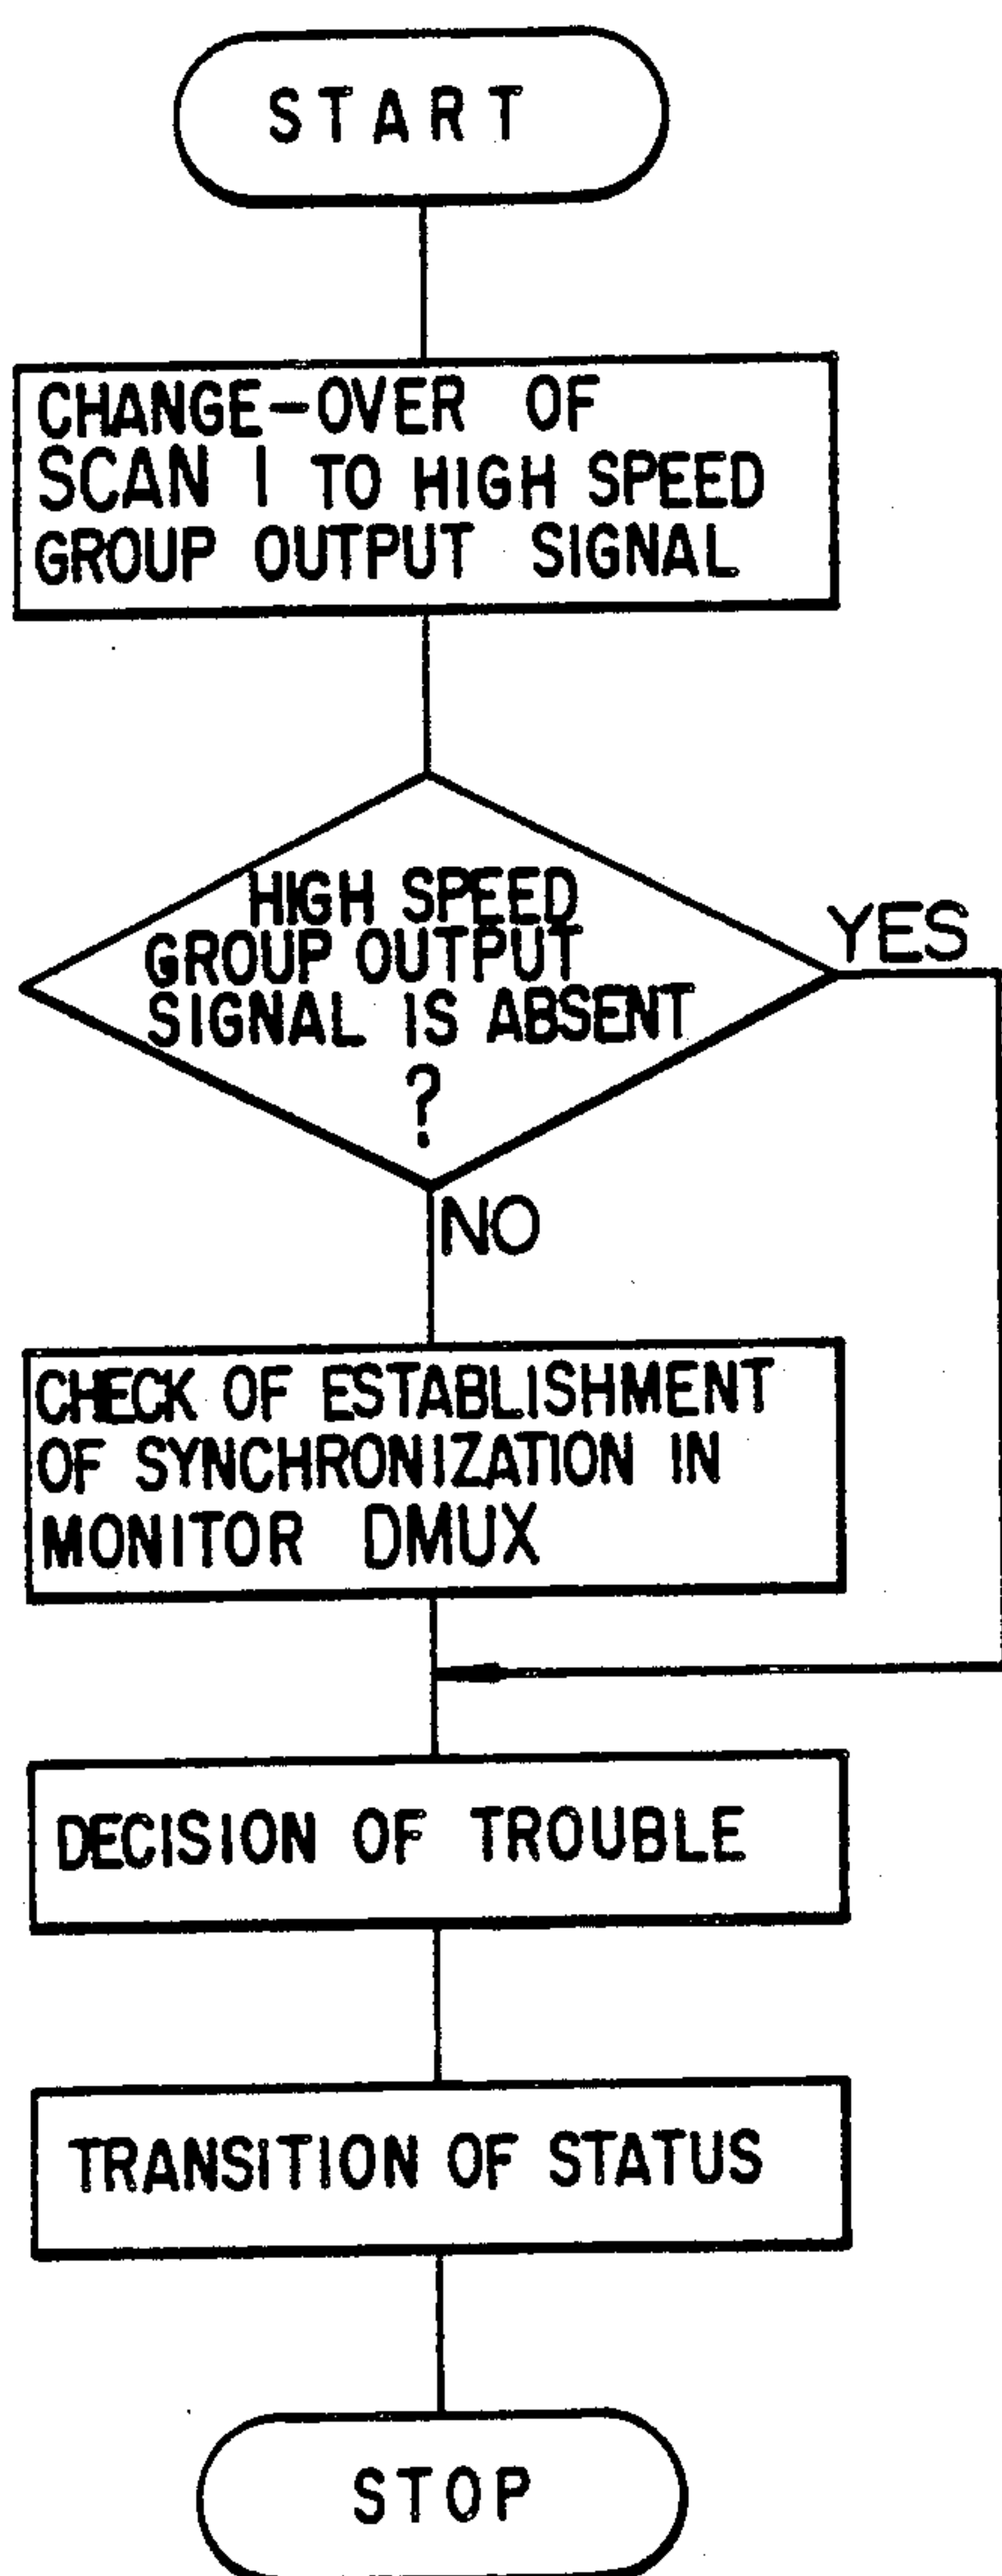 START
CHANGE-OVER OF
SCAN 1 TO HIGH SPEED
GROUP OUTPUT SIGNAL
HIGH SPEED
GROUP OUTPUT
SIGNAL IS ABSENT
?
YES
NO
CHECK OF ESTABLISHMENT
OF SYNCHRONIZATION IN
MONITOR DMUX
DECISION OF TROUBLE
TRANSITION OF STATUS
STOP